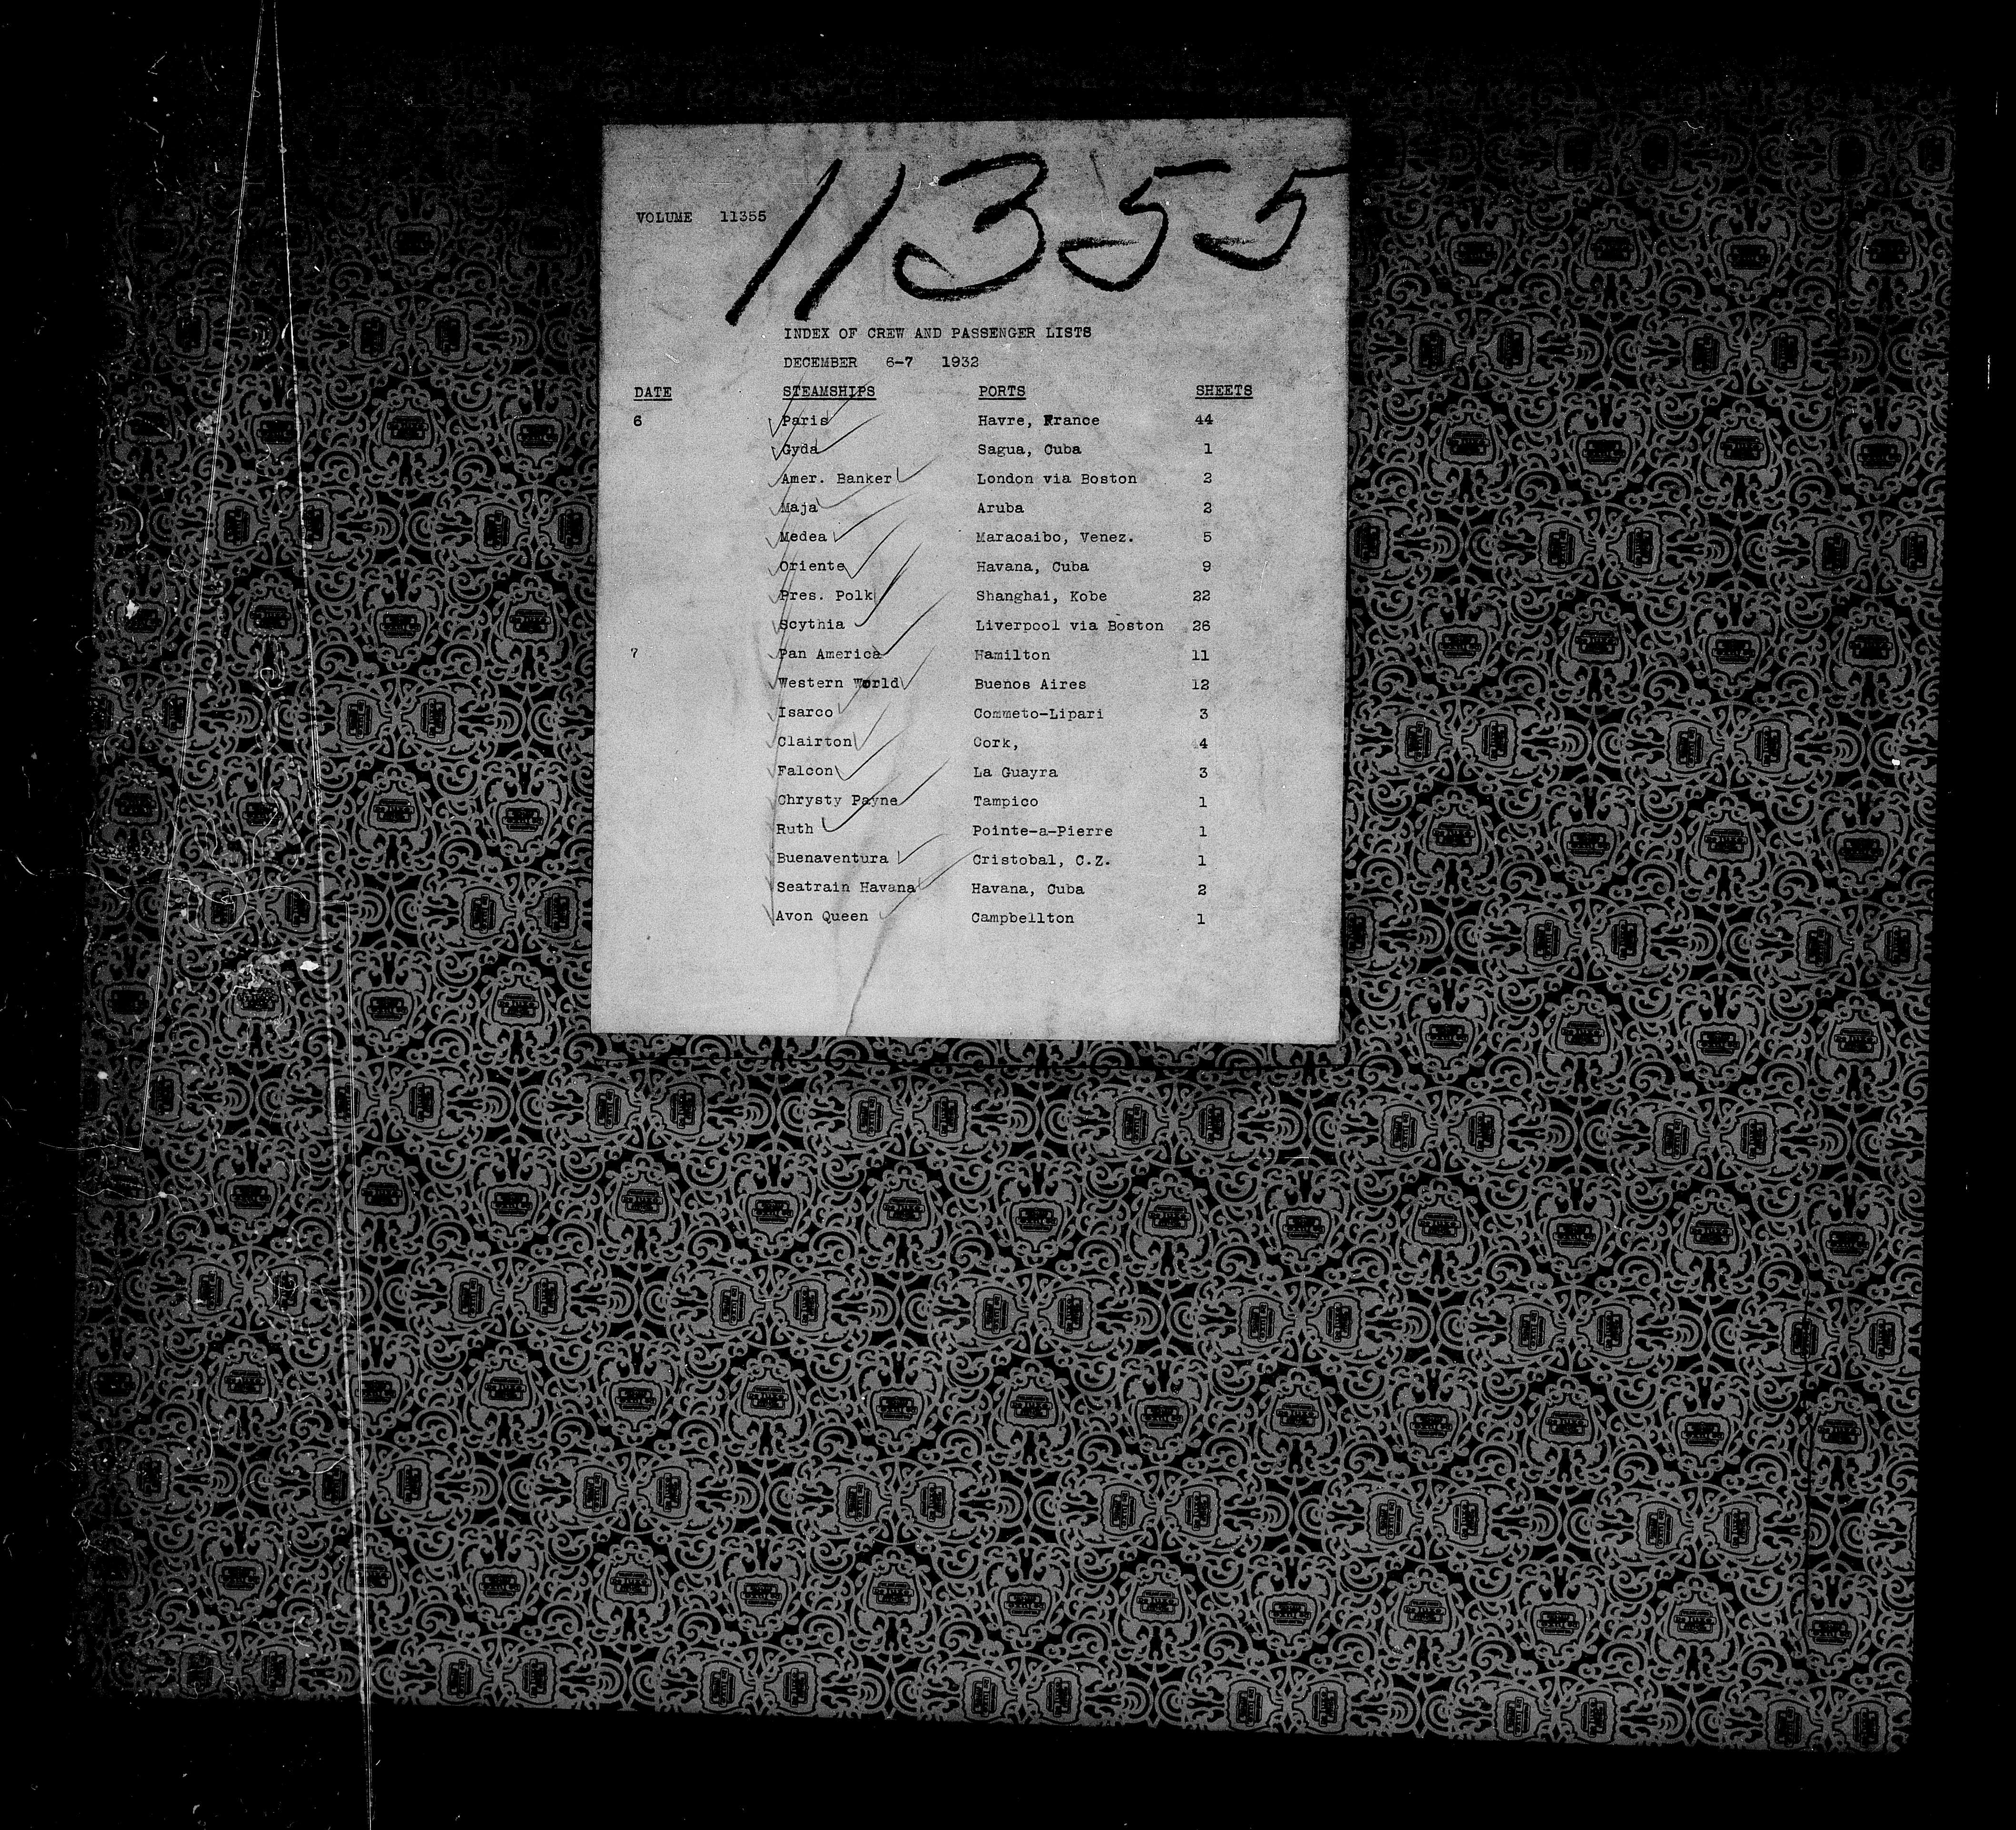 11355
VOLUME 11355
INDEX OF CREW AND PASSENGER LISTS
DECEMBER 6-7 1932
DATE STEAMSHIPS PORTS SHEETS
6 Paris Havre, France 44
Gyda Sagua, Cuba 1
Amer. Banker London via Boston 2
Maja Aruba 2
Medea Maracaibo, Venez. 5
Oriente Havana, Cuba 9
Pres. Polk Shanghai, Kobe 22
Scythia Liverpool via Boston 26
7 Pan America Hamilton 11
Western World Buenos Aires 12
Isarco Commeto-Lipari 3
Clairton Cork, 4
Falcon La Guayra 3
Chrysty Payne Tampico 1
Ruth Pointe-a-Pierre 1
Buenaventura Cristobal, C.Z. 1
Seatrain Havana Havana, Cuba 2
Avon Queen Campbellton 1